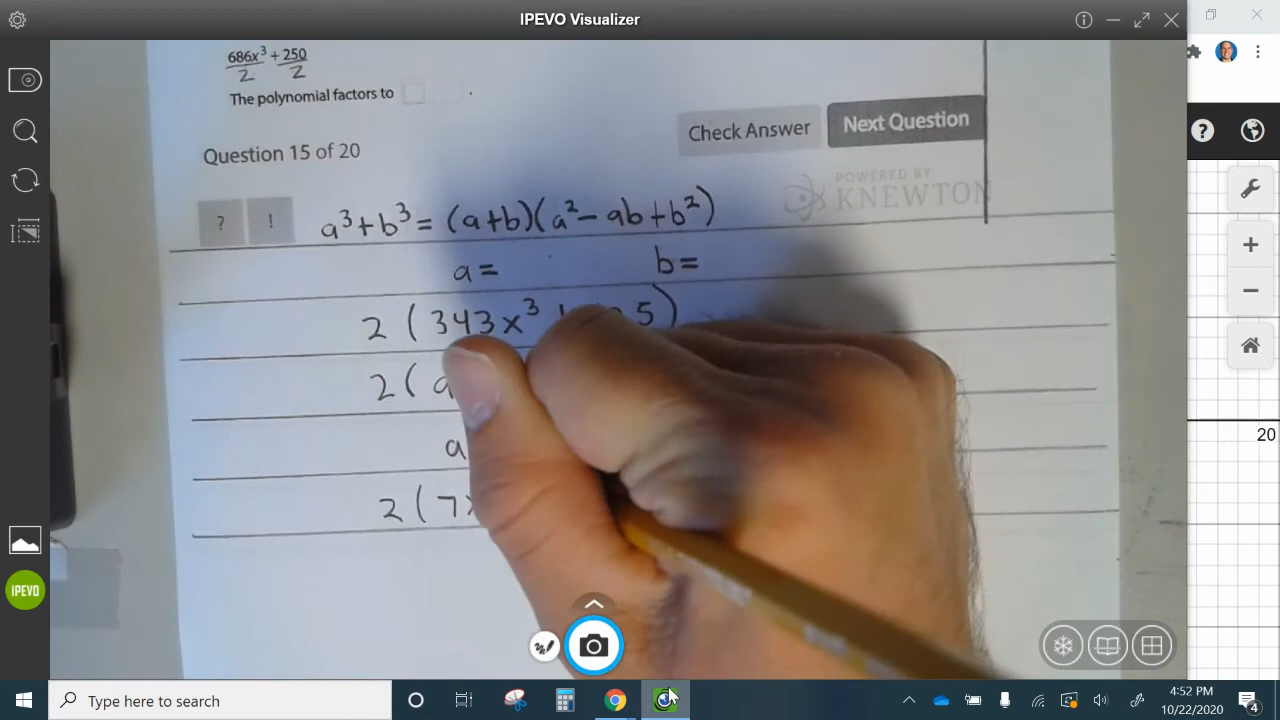 IPEVO Visualizer
686x³ + 250
2 2
The polynomial factors to .
Check Answer
Next Question
Question 15 of 20
POWERED BY
KNEWTON
? !
a³ + b³ = (a+b)(a² - ab + b²)
a = b =
2 ( 343x³ 5)
2 ( a
a
2 ( 7x
20
IPEVO
Type here to search
4:52 PM
10/22/2020
4